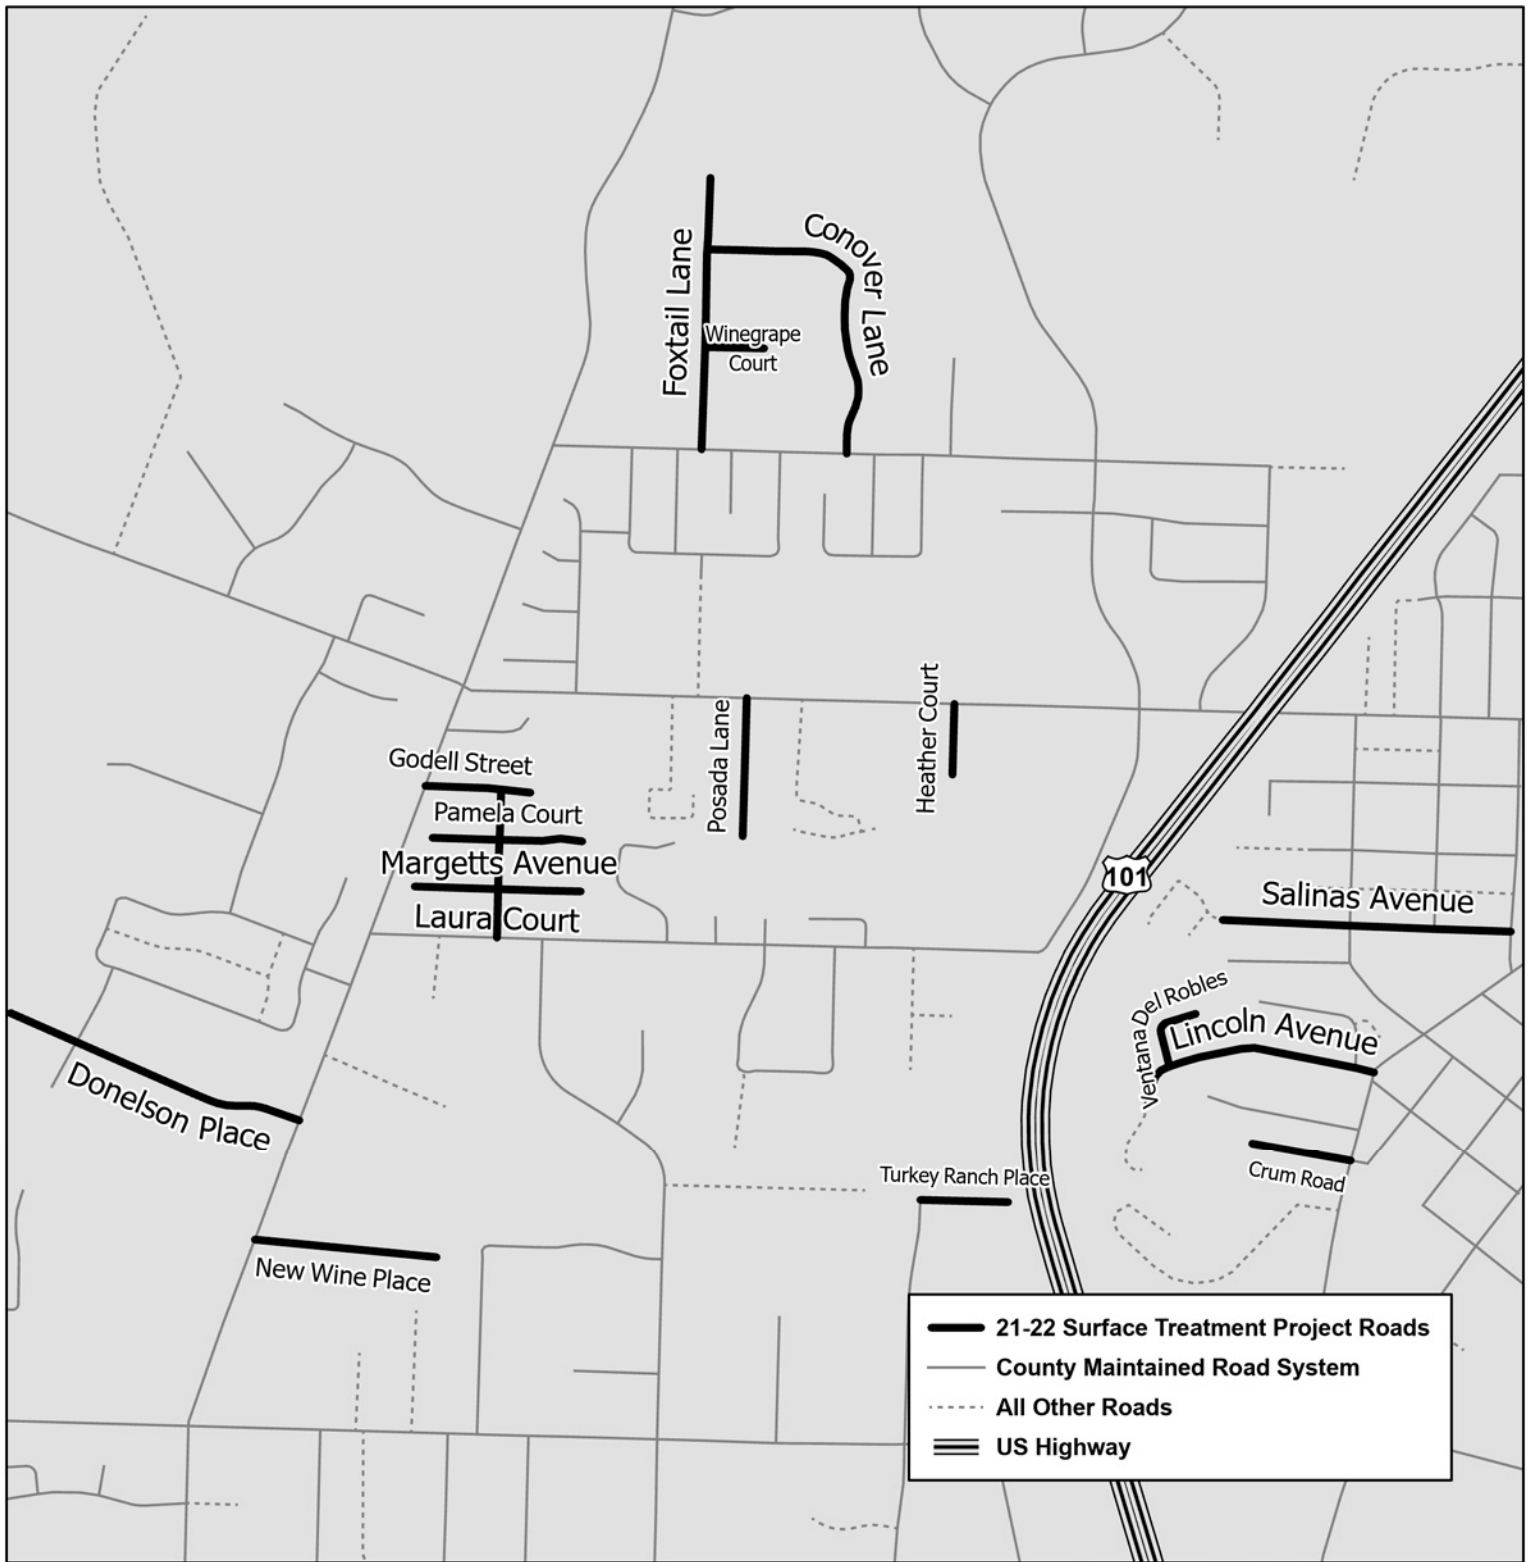 Conover Lane
Foxtail Lane
Winegrape
Court
Heather Court
Posada Lane
Godell Street
Pamela Court
Margetts Avenue
Laura Court
101
Salinas Avenue
Ventana Del Robles
Lincoln Avenue
Donelson Place
Crum Road
Turkey Ranch Place
New Wine Place
21-22 Surface Treatment Project Roads
County Maintained Road System
All Other Roads
US Highway